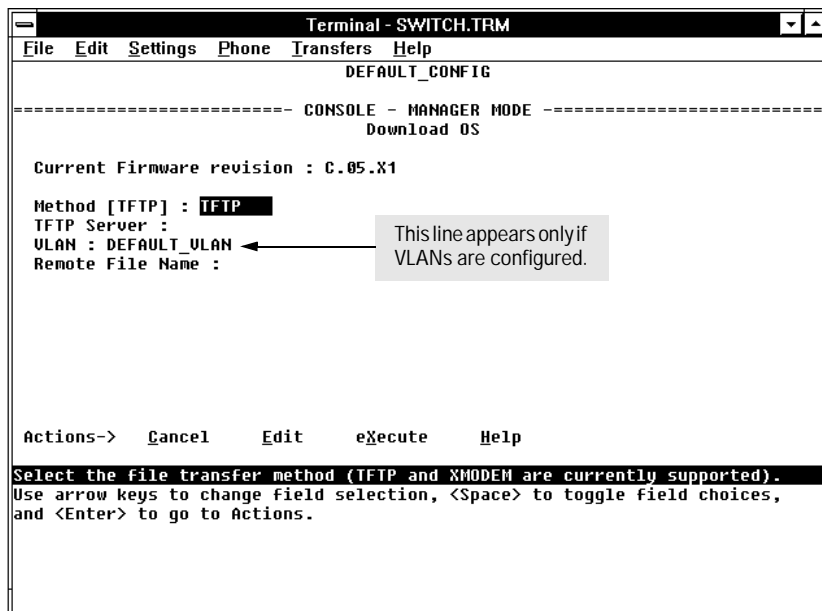 Terminal - SWITCH.TRM
File Edit Settings Phone Transfers Help
DEFAULT_CONFIG
==========================- CONSOLE - MANAGER MODE -==========================
Download OS
Current Firmware revision : C.05.X1
Method [TFTP] : TFTP
TFTP Server :
VLAN : DEFAULT_VLAN
Remote File Name :
This line appears only if
VLANs are configured.
Actions-> Cancel Edit eXecute Help
Select the file transfer method (TFTP and XMODEM are currently supported).
Use arrow keys to change field selection, <Space> to toggle field choices,
and <Enter> to go to Actions.